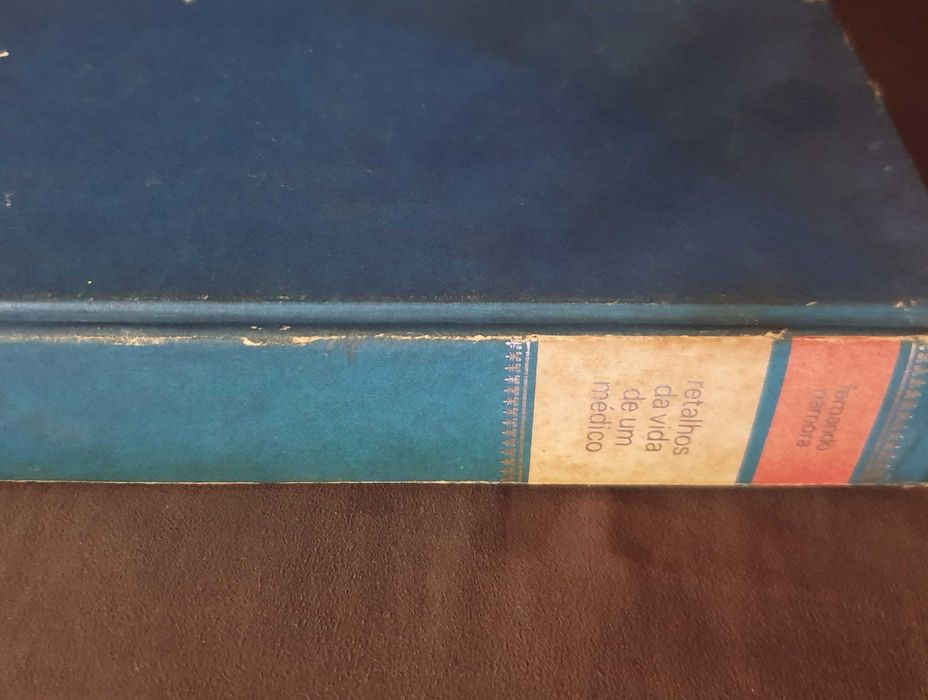 fernando
namora
retalhos
da vida
de um
médico